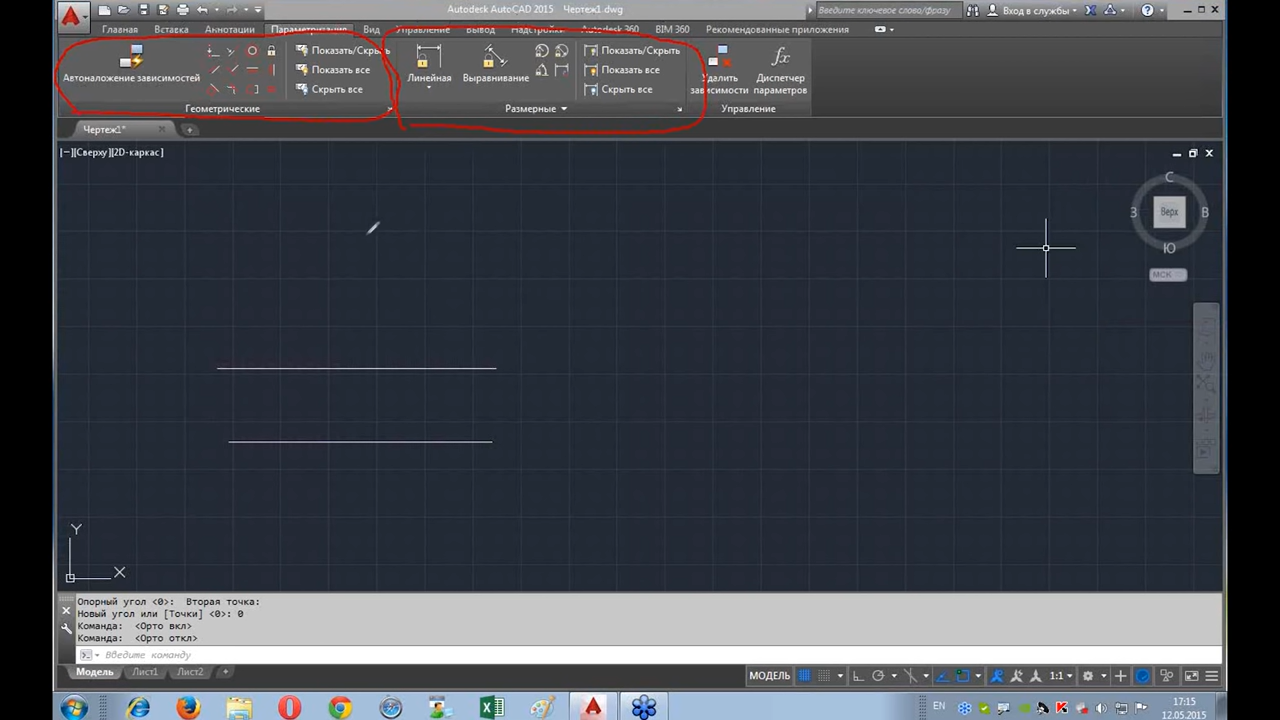 Autodesk AutoCAD 2015 Чертеж1.dwg
Введите ключевое слово/фразу
Вход в службы
Главная Вставка Аннотации Параметризация Вид Управление Вывод Надстройки Autodesk 360 BIM 360 Рекомендованные приложения
Показать/Скрыть
Показать/Скрыть
Автоналожение зависимостей
Показать все
Линейная
Выравнивание
Показать все
Удалить зависимости
Диспетчер параметров
fx
Скрыть все
Скрыть все
Геометрические
Размерные
Управление
Чертеж1*
[−][Сверху][2D-каркас]
С
З
Верх
В
Ю
МСК
Y
X
Опорный угол <0>: Вторая точка:
Новый угол или [Точки] <0>: 0
Команда: <Орто вкл>
Команда: <Орто откл>
Введите команду
Модель Лист1 Лист2 +
МОДЕЛЬ
1:1
EN
17:15
12.05.2015